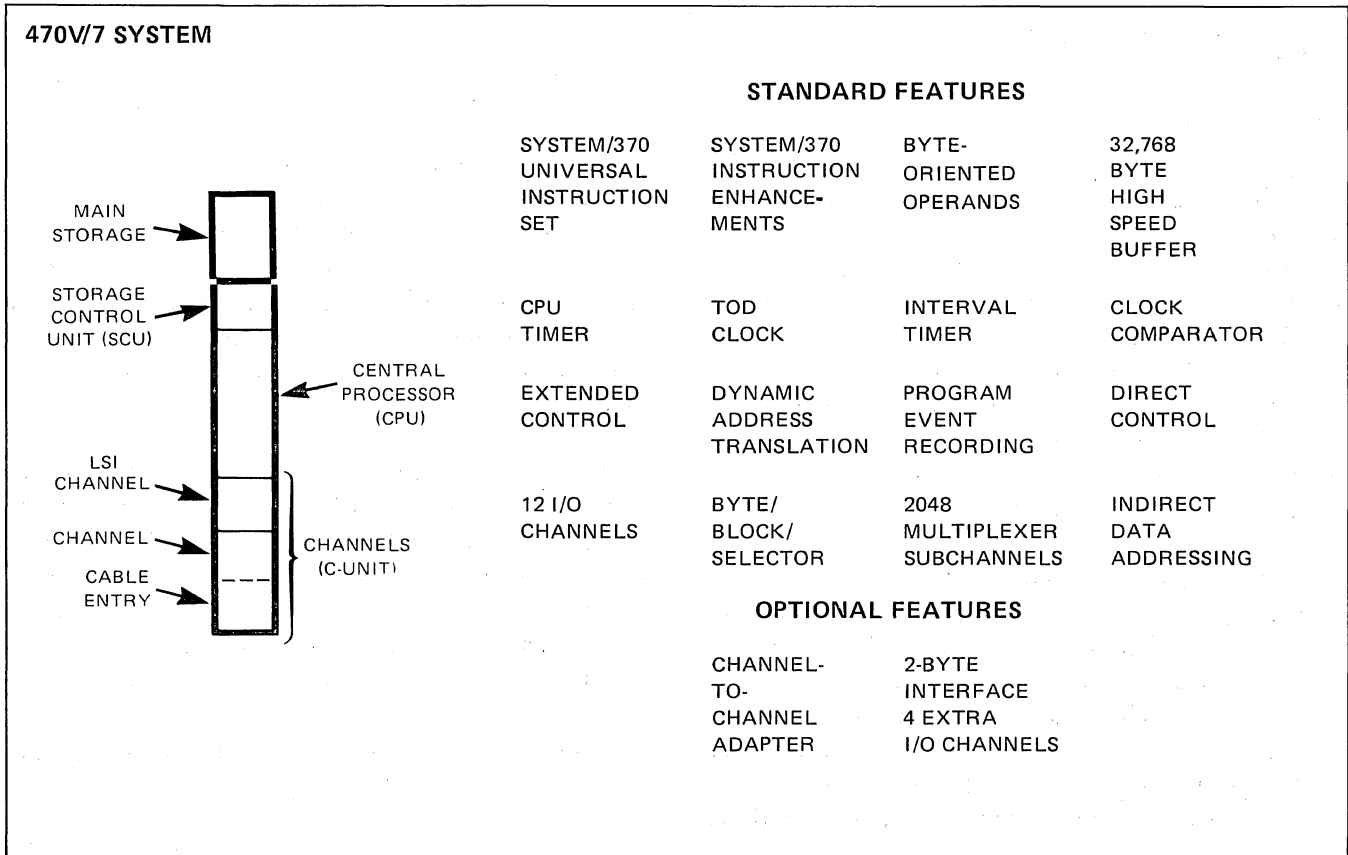 470V/7 SYSTEM
MAIN
STORAGE
STORAGE
CONTROL
UNIT (SCU)
CENTRAL
PROCESSOR
(CPU)
LSI
CHANNEL
CHANNEL
CABLE
ENTRY
CHANNELS
(C-UNIT)
STANDARD FEATURES
SYSTEM/370
UNIVERSAL
INSTRUCTION
SET
SYSTEM/370
INSTRUCTION
ENHANCE-
MENTS
BYTE-
ORIENTED
OPERANDS
32,768
BYTE
HIGH
SPEED
BUFFER
CPU
TIMER
TOD
CLOCK
INTERVAL
TIMER
CLOCK
COMPARATOR
EXTENDED
CONTROL
DYNAMIC
ADDRESS
TRANSLATION
PROGRAM
EVENT
RECORDING
DIRECT
CONTROL
12 I/O
CHANNELS
BYTE/
BLOCK/
SELECTOR
2048
MULTIPLEXER
SUBCHANNELS
INDIRECT
DATA
ADDRESSING
OPTIONAL FEATURES
CHANNEL-
TO-
CHANNEL
ADAPTER
2-BYTE
INTERFACE
4 EXTRA
I/O CHANNELS